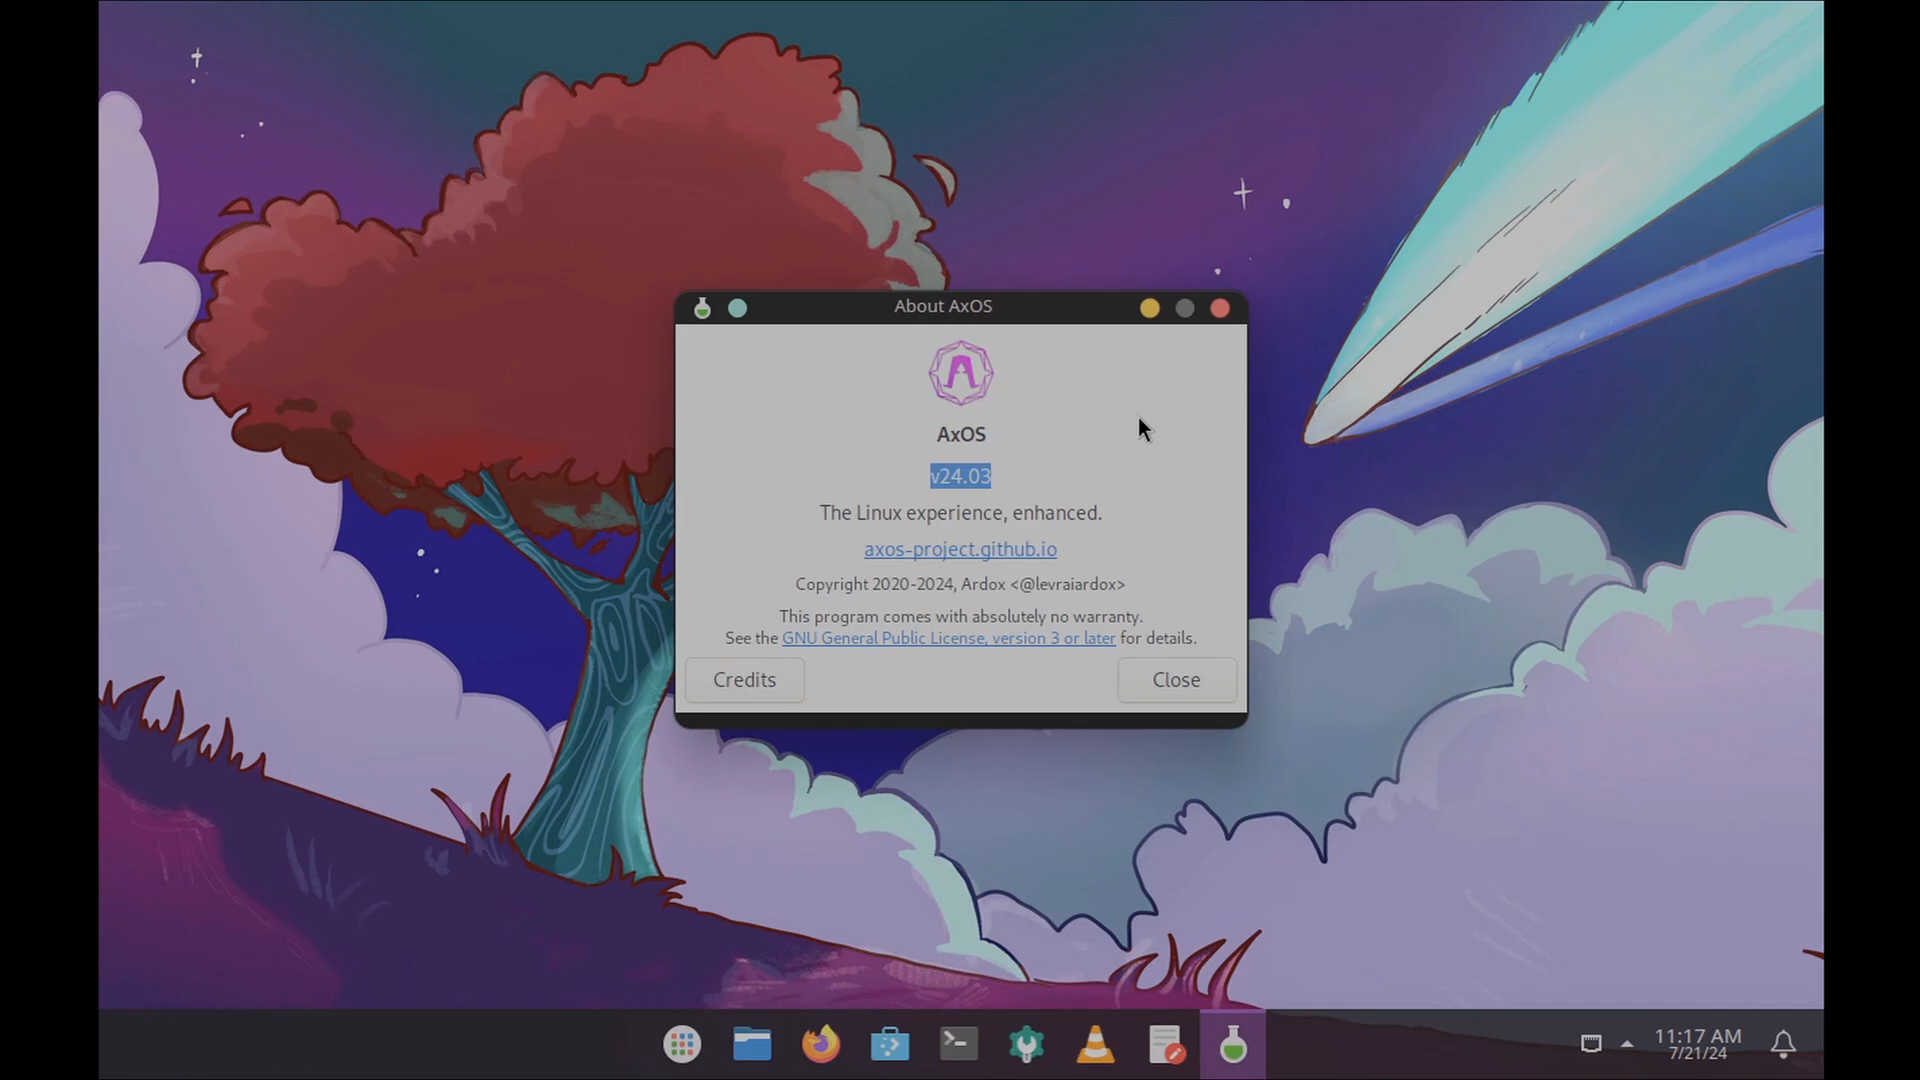 About AxOS
AxOS
v24.03
The Linux experience, enhanced.
axos-project.github.io
Copyright 2020-2024, Ardox <@levraiardox>
This program comes with absolutely no warranty.
See the GNU General Public License, version 3 or later for details.
Credits
Close
11:17 AM
7/21/24